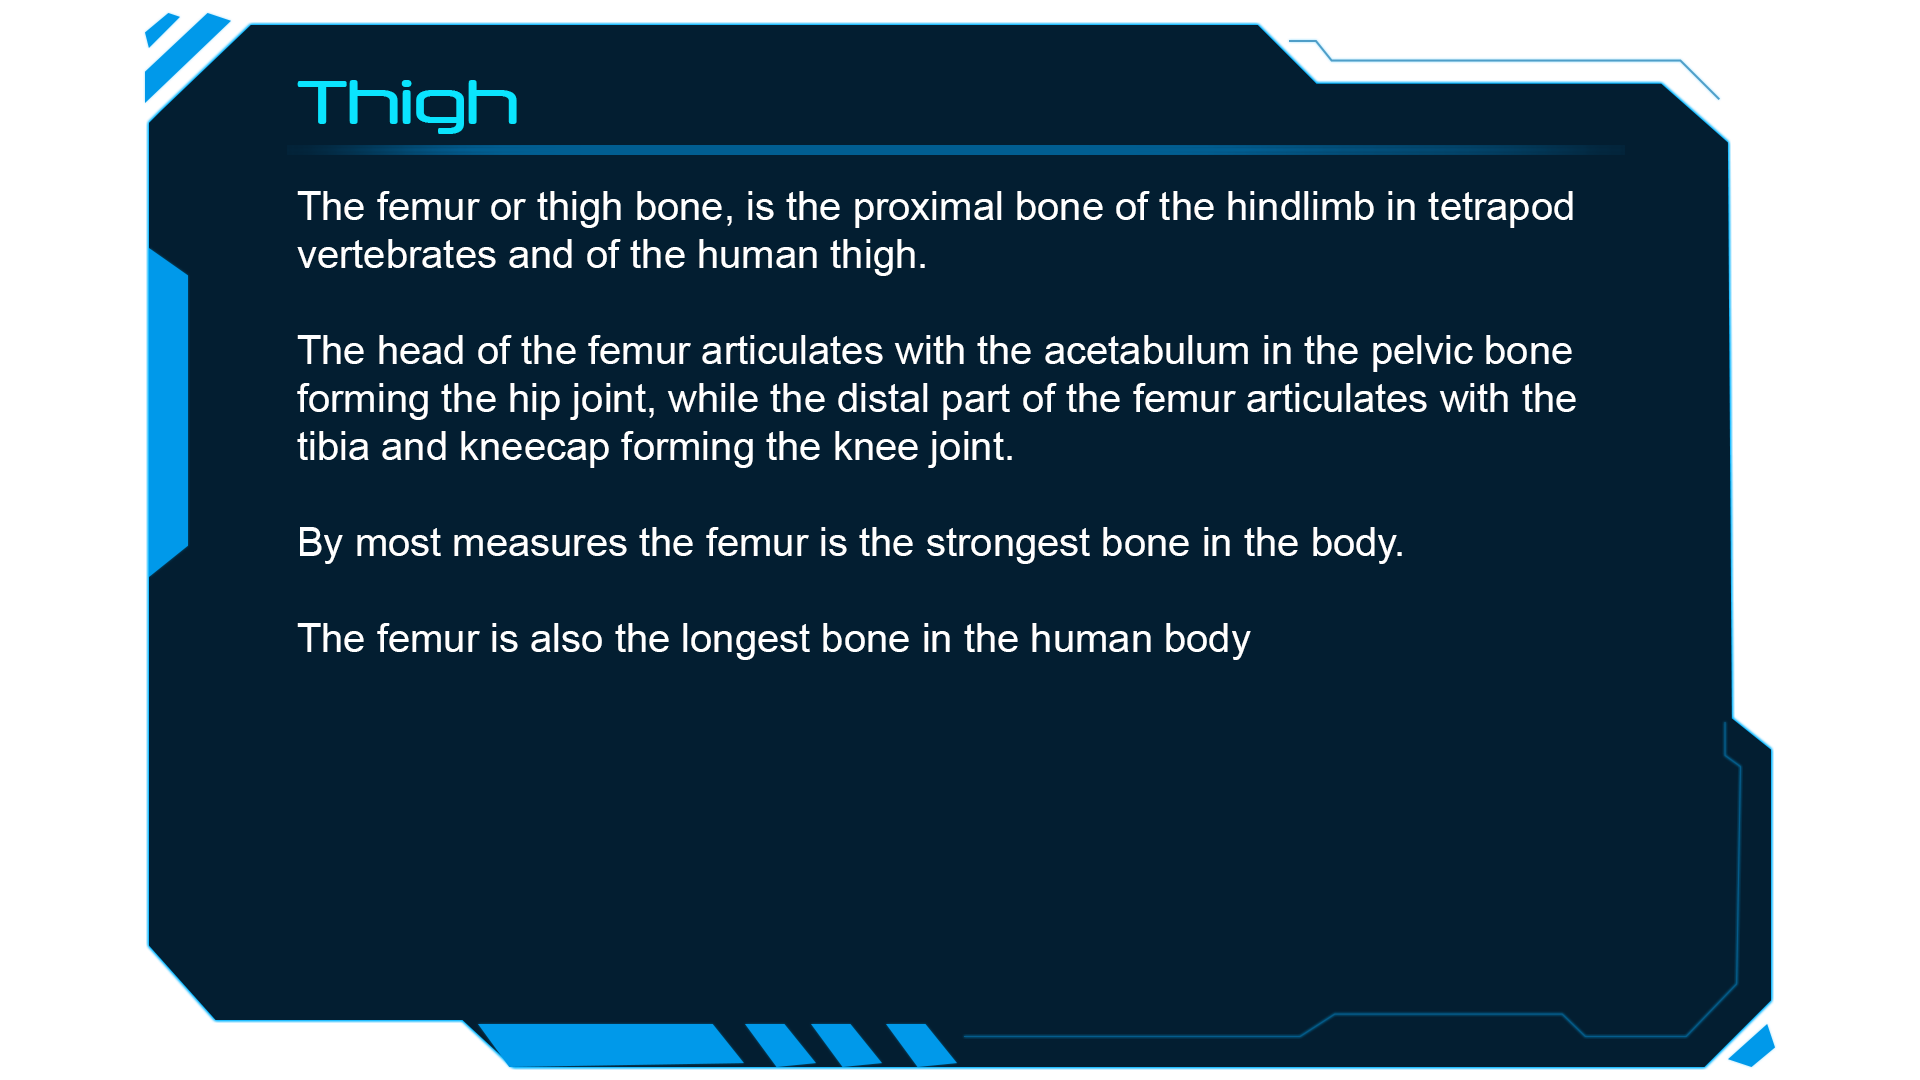 Thigh
The femur or thigh bone, is the proximal bone of the hindlimb in tetrapod
vertebrates and of the human thigh.
The head of the femur articulates with the acetabulum in the pelvic bone
forming the hip joint, while the distal part of the femur articulates with the
tibia and kneecap forming the knee joint.
By most measures the femur is the strongest bone in the body.
The femur is also the longest bone in the human body